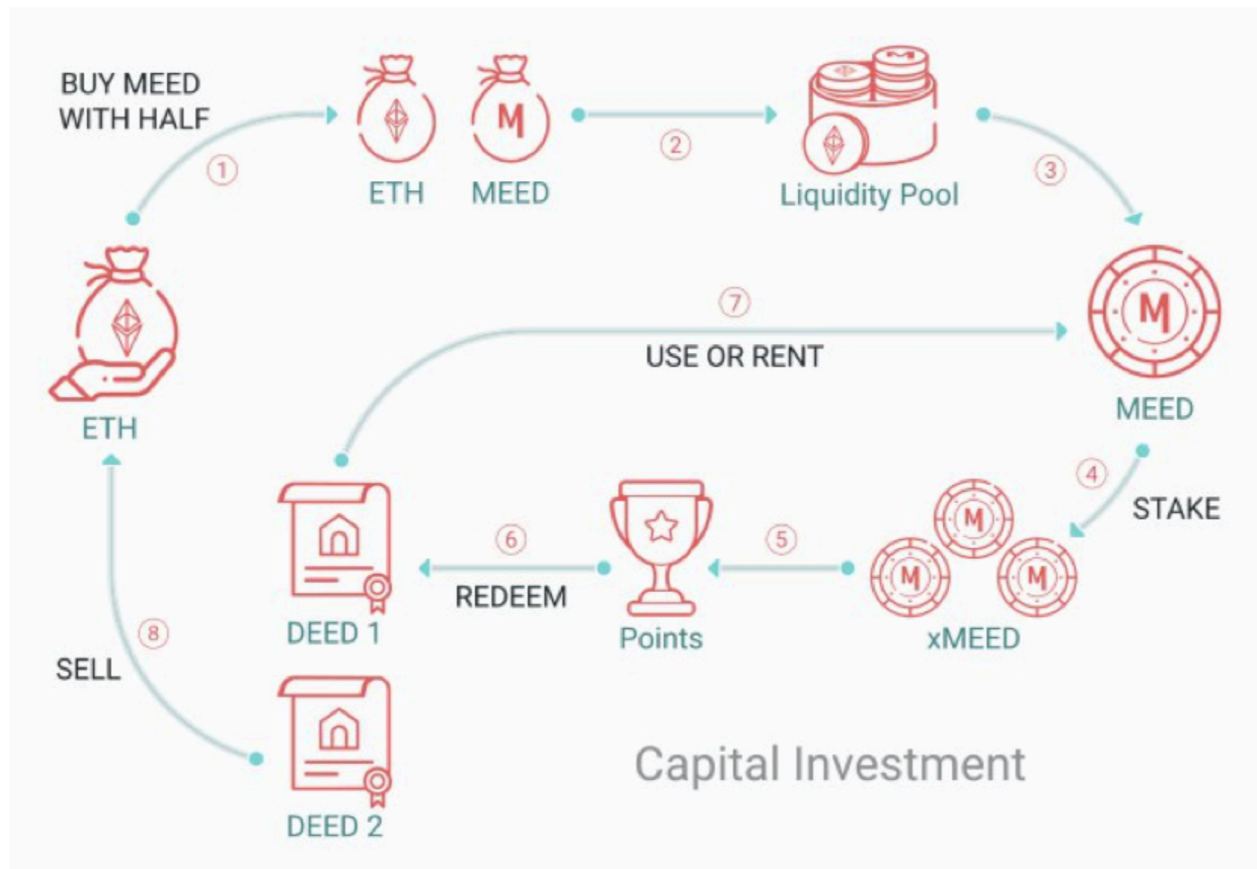 BUY MEED
WITH HALF
1
ETH
M
MEED
2
Liquidity Pool
3
ETH
7
USE OR RENT
M
MEED
4
STAKE
M
M
M
xMEED
5
Points
6
REDEEM
DEED 1
8
SELL
DEED 2
Capital Investment